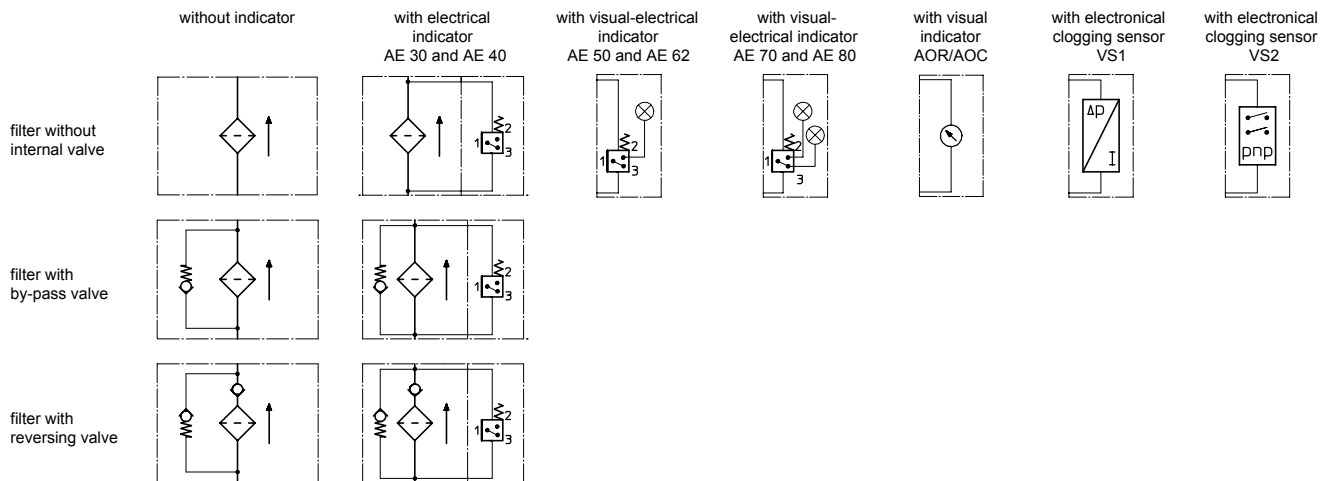 without indicator
with electrical
indicator
AE 30 and AE 40
with visual-electrical
indicator
AE 50 and AE 62
with visual-
electrical indicator
AE 70 and AE 80
with visual
indicator
AOR/AOC
with electronical
clogging sensor
VS1
with electronical
clogging sensor
VS2
filter without
internal valve
1 2 3
1 2 3
1 2 3
Δp
I
pnp
filter with
by-pass valve
1 2 3
filter with
reversing valve
1 2 3